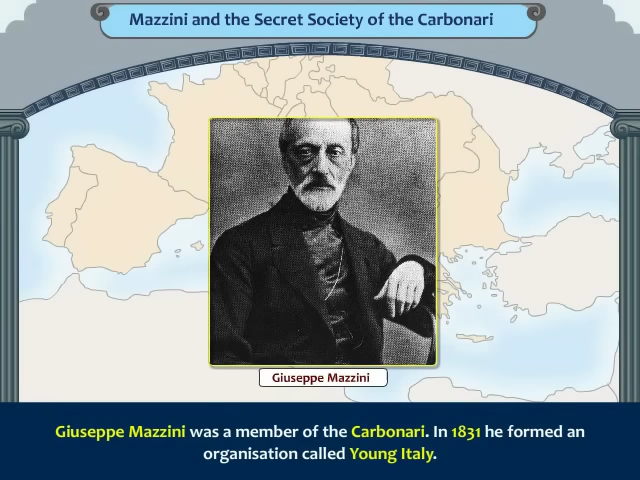 Mazzini and the Secret Society of the Carbonari
Giuseppe Mazzini
Giuseppe Mazzini was a member of the Carbonari. In 1831 he formed an
organisation called Young Italy.